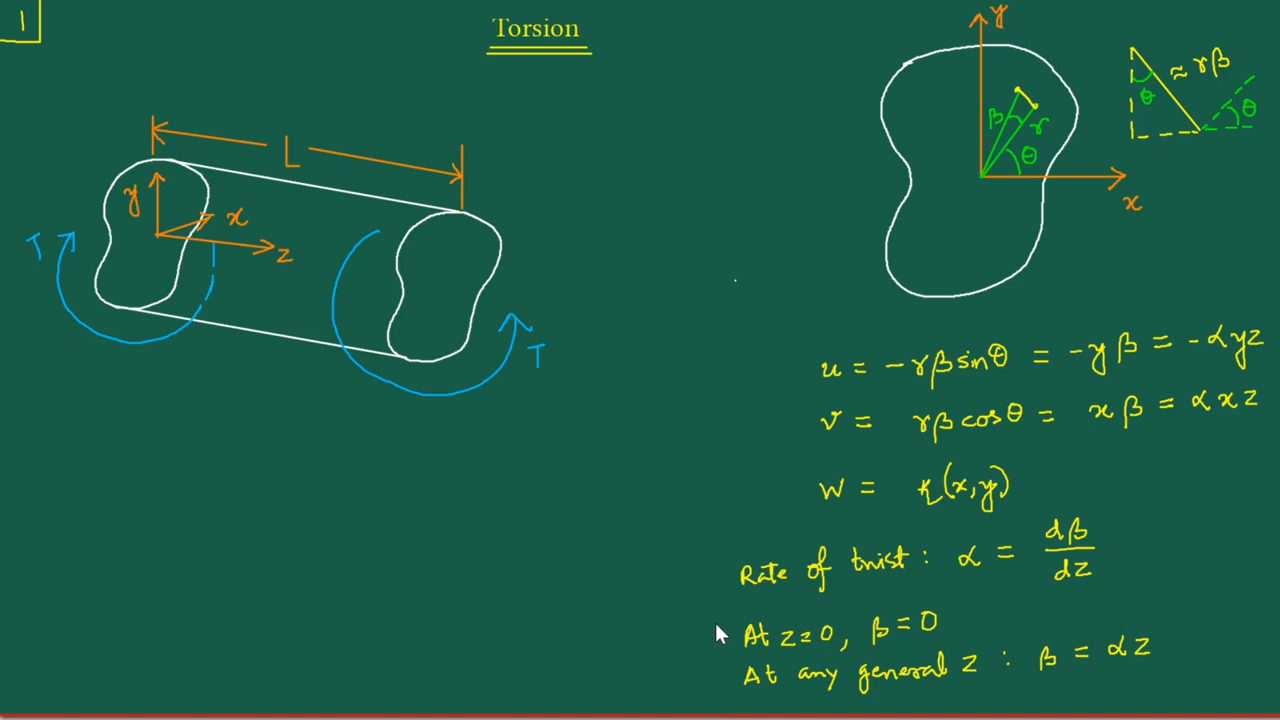 1
Torsion
L
y
x
z
T
T
y
x
β
r
θ
θ
≈ rβ
θ
u = -rβ sinθ = -yβ = -αyz
v = rβ cosθ = xβ = αxz
w = η(x,y)
Rate of twist : α = dβ/dz
At z=0, β = 0
At any general z : β = αz